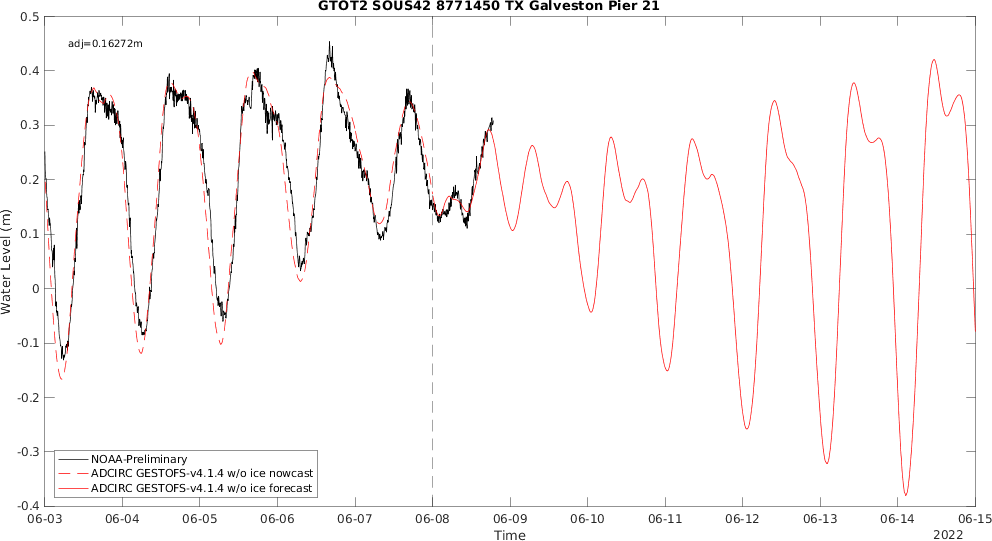 GTOT2 SOUS42 8771450 TX Galveston Pier 21
0.5
adj=0.16272m
0.4
0.3
0.2
0.1
0
-0.1
-0.2
-0.3
-0.4
Water Level (m)
NOAA-Preliminary
ADCIRC GESTOFS-v4.1.4 w/o ice nowcast
ADCIRC GESTOFS-v4.1.4 w/o ice forecast
06-03 06-04 06-05 06-06 06-07 06-08 06-09 06-10 06-11 06-12 06-13 06-14 06-15
Time
2022